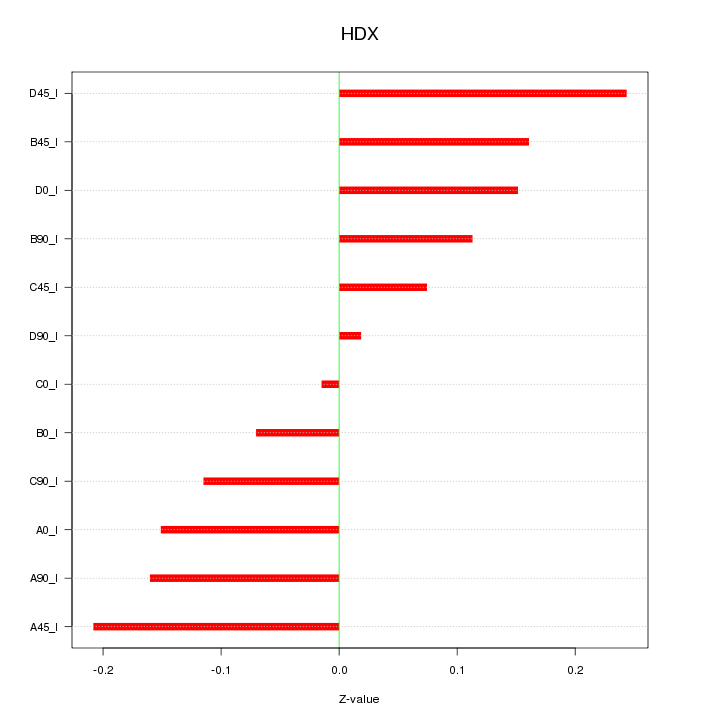 HDX
D45_I
B45_I
D0_I
B90_I
C45_I
D90_I
C0_I
B0_I
C90_I
A0_I
A90_I
A45_I
-0.2 -0.1 0.0 0.1 0.2
Z-value